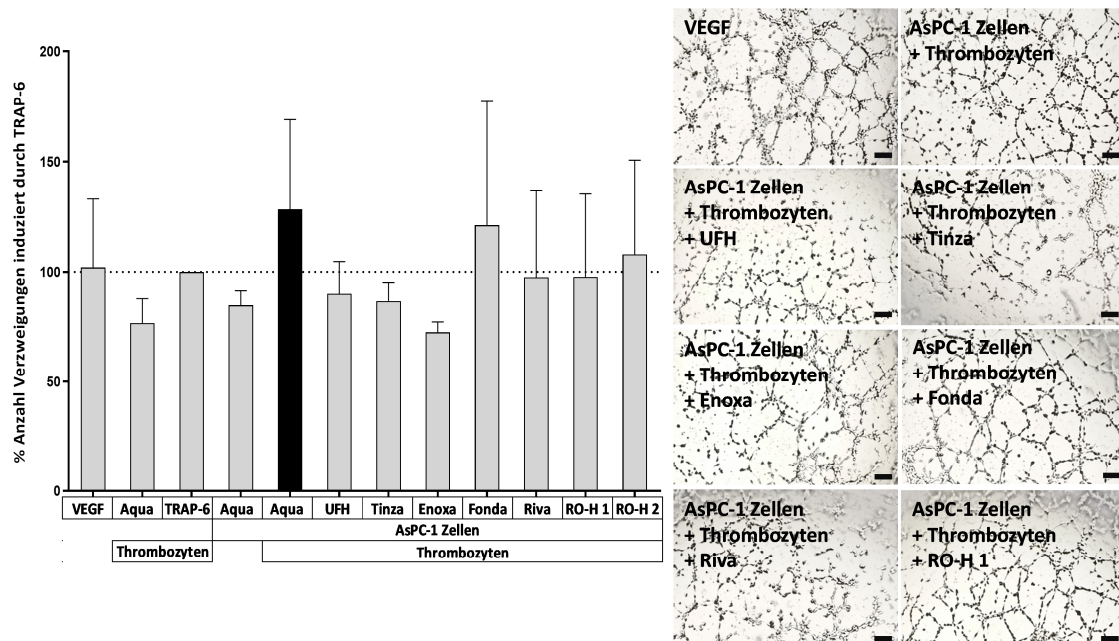 % Anzahl Verzweigungen induziert durch TRAP-6
200
150
100
50
0
VEGF Aqua TRAP-6 Aqua Aqua UFH Tinza Enoxa Fonda Riva RO-H 1 RO-H 2
AsPC-1 Zellen
Thrombozyten Thrombozyten
VEGF
AsPC-1 Zellen
+ Thrombozyten
AsPC-1 Zellen
+ Thrombozyten
+ UFH
AsPC-1 Zellen
+ Thrombozyten
+ Tinza
AsPC-1 Zellen
+ Thrombozyten
+ Enoxa
AsPC-1 Zellen
+ Thrombozyten
+ Fonda
AsPC-1 Zellen
+ Thrombozyten
+ Riva
AsPC-1 Zellen
+ Thrombozyten
+ RO-H 1